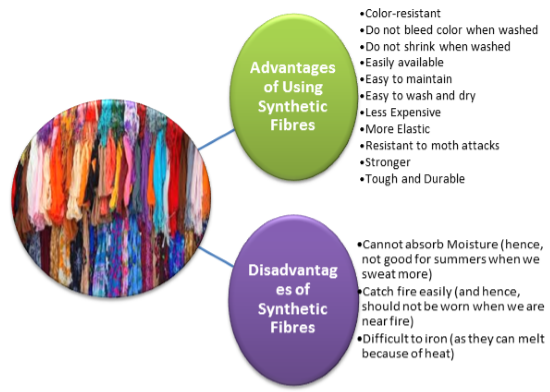 Advantages
of Using
Synthetic
Fibres
•Color-resistant
•Do not bleed color when washed
•Do not shrink when washed
•Easily available
•Easy to maintain
•Easy to wash and dry
•Less Expensive
•More Elastic
•Resistant to moth attacks
•Stronger
•Tough and Durable
Disadvantag
es of
Synthetic
Fibres
•Cannot absorb Moisture (hence,
not good for summers when we
sweat more)
•Catch fire easily (and hence,
should not be worn when we are
near fire)
•Difficult to iron (as they can melt
because of heat)